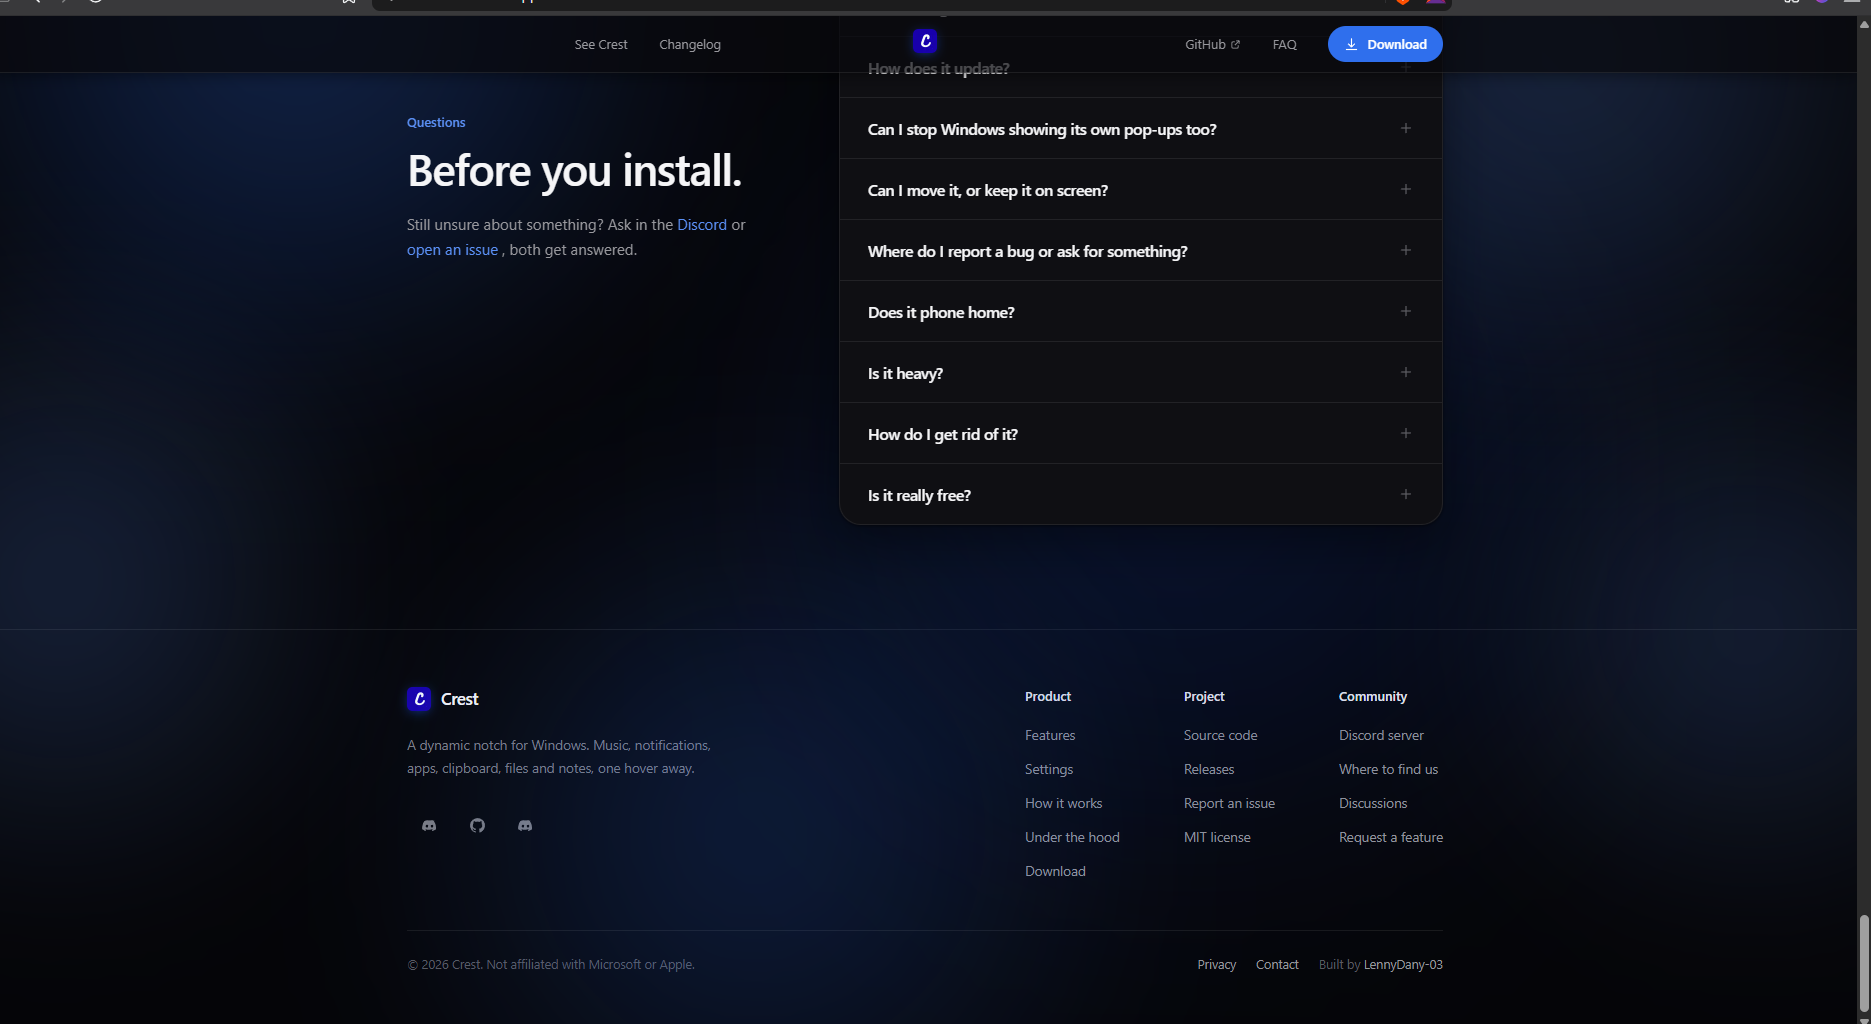 See Crest
Changelog
GitHub
FAQ
Download
Questions
Before you install.
Still unsure about something? Ask in the Discord or
open an issue , both get answered.
How does it update?
Can I stop Windows showing its own pop-ups too?
Can I move it, or keep it on screen?
Where do I report a bug or ask for something?
Does it phone home?
Is it heavy?
How do I get rid of it?
Is it really free?
Crest
A dynamic notch for Windows. Music, notifications,
apps, clipboard, files and notes, one hover away.
Product
Features
Settings
How it works
Under the hood
Download
Project
Source code
Releases
Report an issue
MIT license
Community
Discord server
Where to find us
Discussions
Request a feature
© 2026 Crest. Not affiliated with Microsoft or Apple.
Privacy
Contact
Built by LennyDany-03